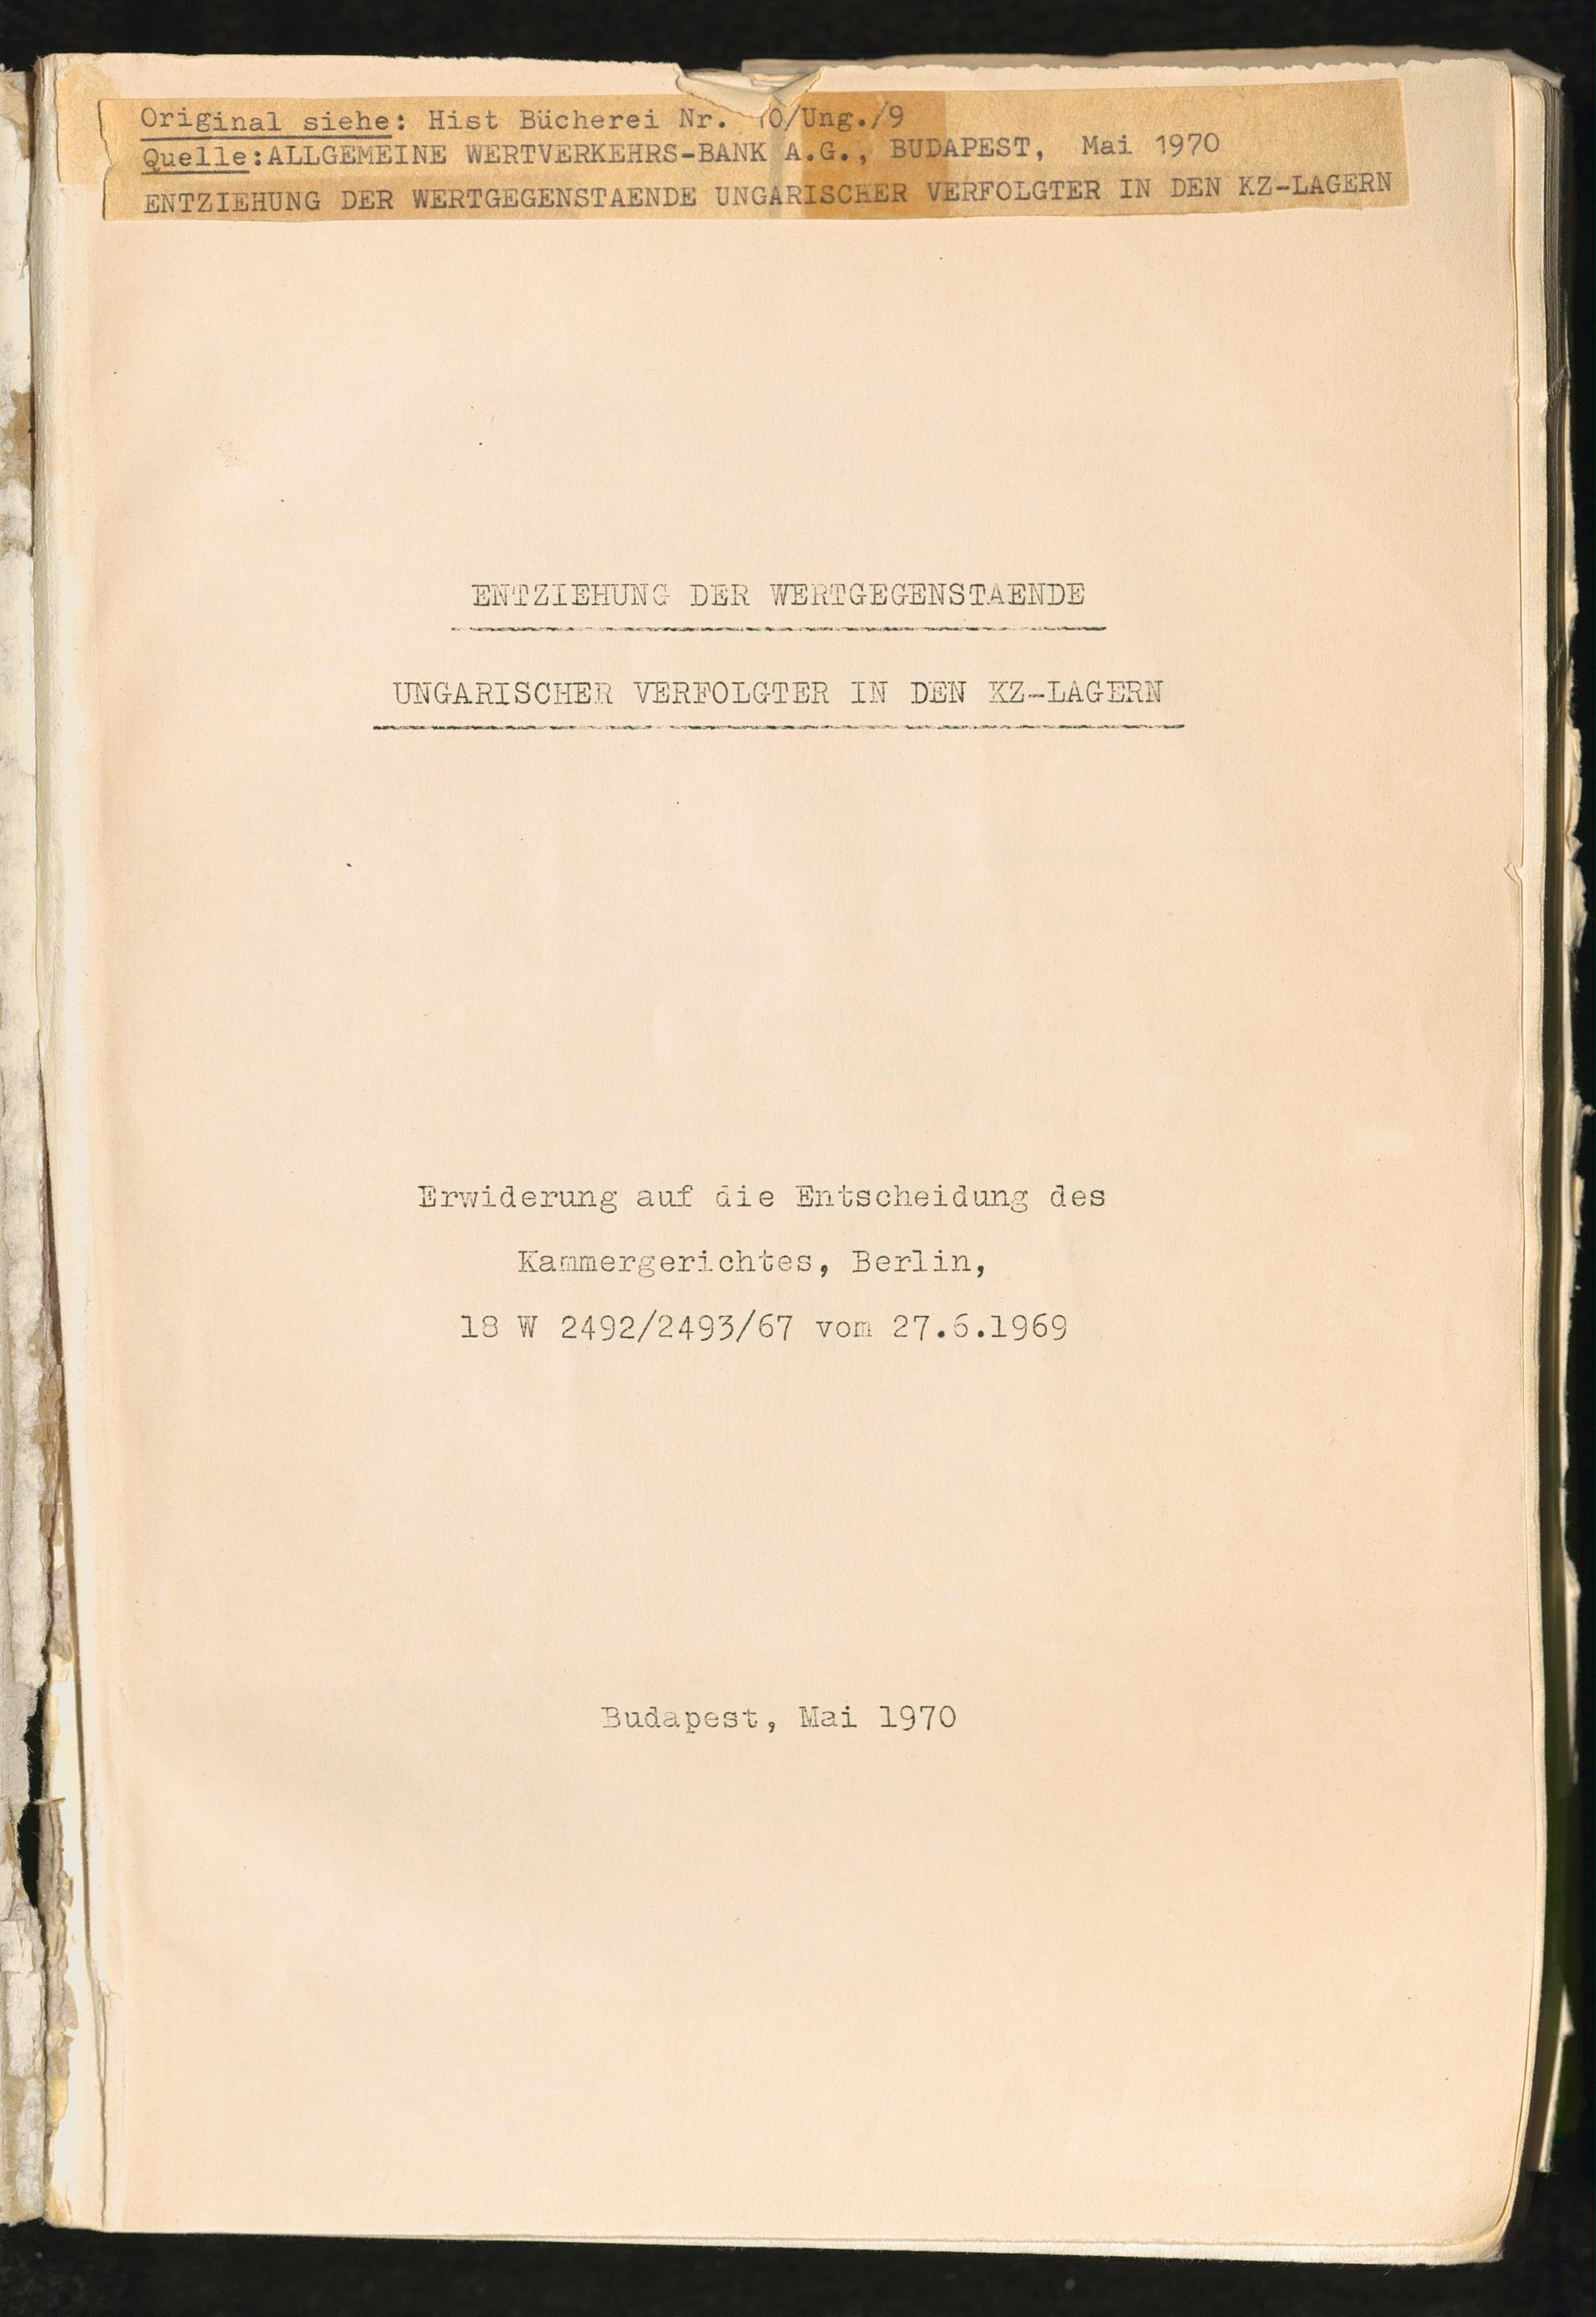 Original siehe: Hist Bücherei Nr. 10/Ung./9
Quelle:ALLGEMEINE WERTVERKEHRS-BANK A.G., BUDAPEST, Mai 1970
ENTZIEHUNG DER WERTGEGENSTAENDE UNGARISCHER VERFOLGTER IN DEN KZ-LAGERN
ENTZIEHUNG DER WERTGEGENSTAENDE
UNGARISCHER VERFOLGTER IN DEN KZ-LAGERN
Erwiderung auf die Entscheidung des
Kammergerichtes, Berlin,
18 W 2492/2493/67 vom 27.6.1969
Budapest, Mai 1970